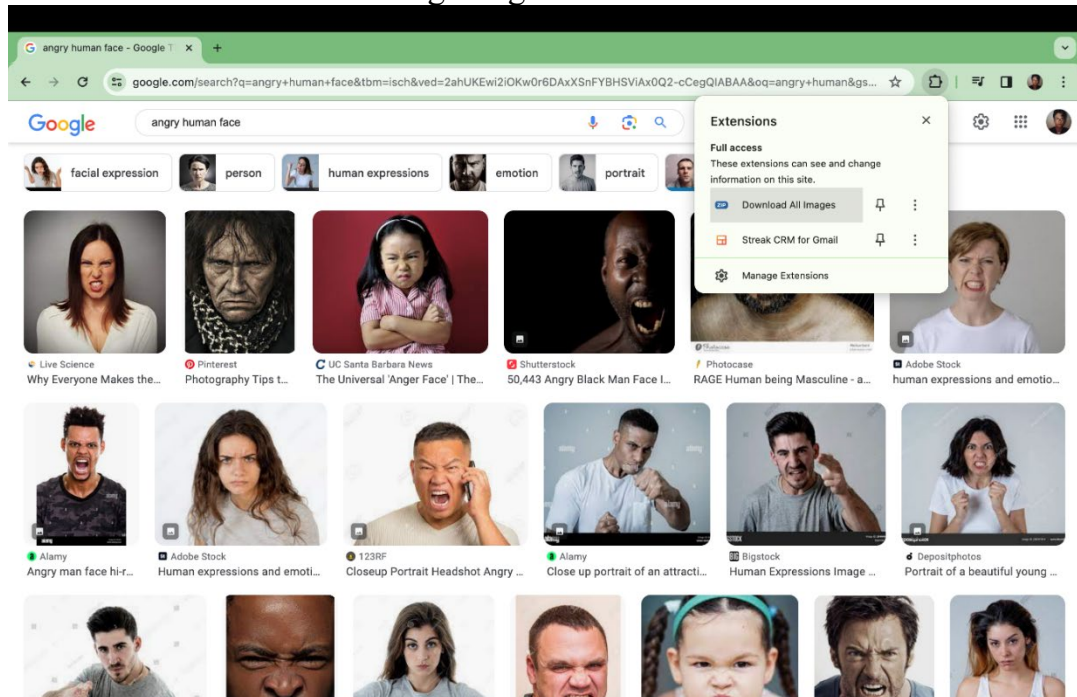 angry human face - Google
google.com/search?q=angry+human+face&tbm=isch&ved=2ahUKEwi2iOKw0r6DAxXSnFYBHSViAx0Q2-cCegQIABAA&oq=angry+human&gs...
Google
angry human face
Extensions
Full access
These extensions can see and change
information on this site.
Download All Images
Streak CRM for Gmail
Manage Extensions
facial expression
person
human expressions
emotion
portrait
Live Science
Why Everyone Makes the...
Pinterest
Photography Tips t...
UC Santa Barbara News
The Universal 'Anger Face' | The...
Shutterstock
50,443 Angry Black Man Face I...
Photocase
RAGE Human being Masculine - a...
Adobe Stock
human expressions and emotio...
Alamy
Angry man face hi-r...
Adobe Stock
Human expressions and emoti...
123RF
Closeup Portrait Headshot Angry ...
Alamy
Close up portrait of an attracti...
Bigstock
Human Expressions Image ...
Depositphotos
Portrait of a beautiful young ...